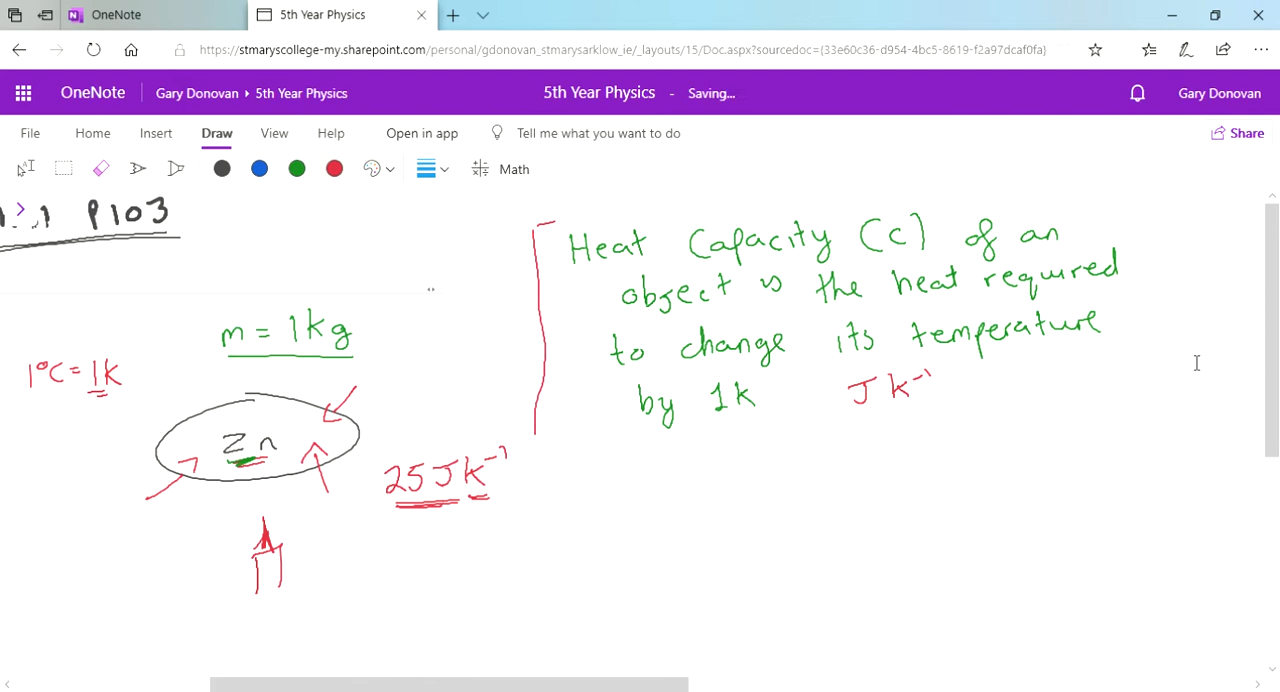 OneNote
5th Year Physics
https://stmaryscollege-my.sharepoint.com/personal/gdonovan_stmarysarklow_ie/_layouts/15/Doc.aspx?sourcedoc={33e60c36-d954-4bc5-8619-f2a97dcaf0fa}
OneNote Gary Donovan › 5th Year Physics 5th Year Physics - Saving... Gary Donovan
File Home Insert Draw View Help Open in app Tell me what you want to do Share
Math
P103
Heat Capacity (C) of an
object is the heat required
to change its temperature
by 1K J K⁻¹
m = 1kg
1°C = 1K
Zn
25 J K⁻¹